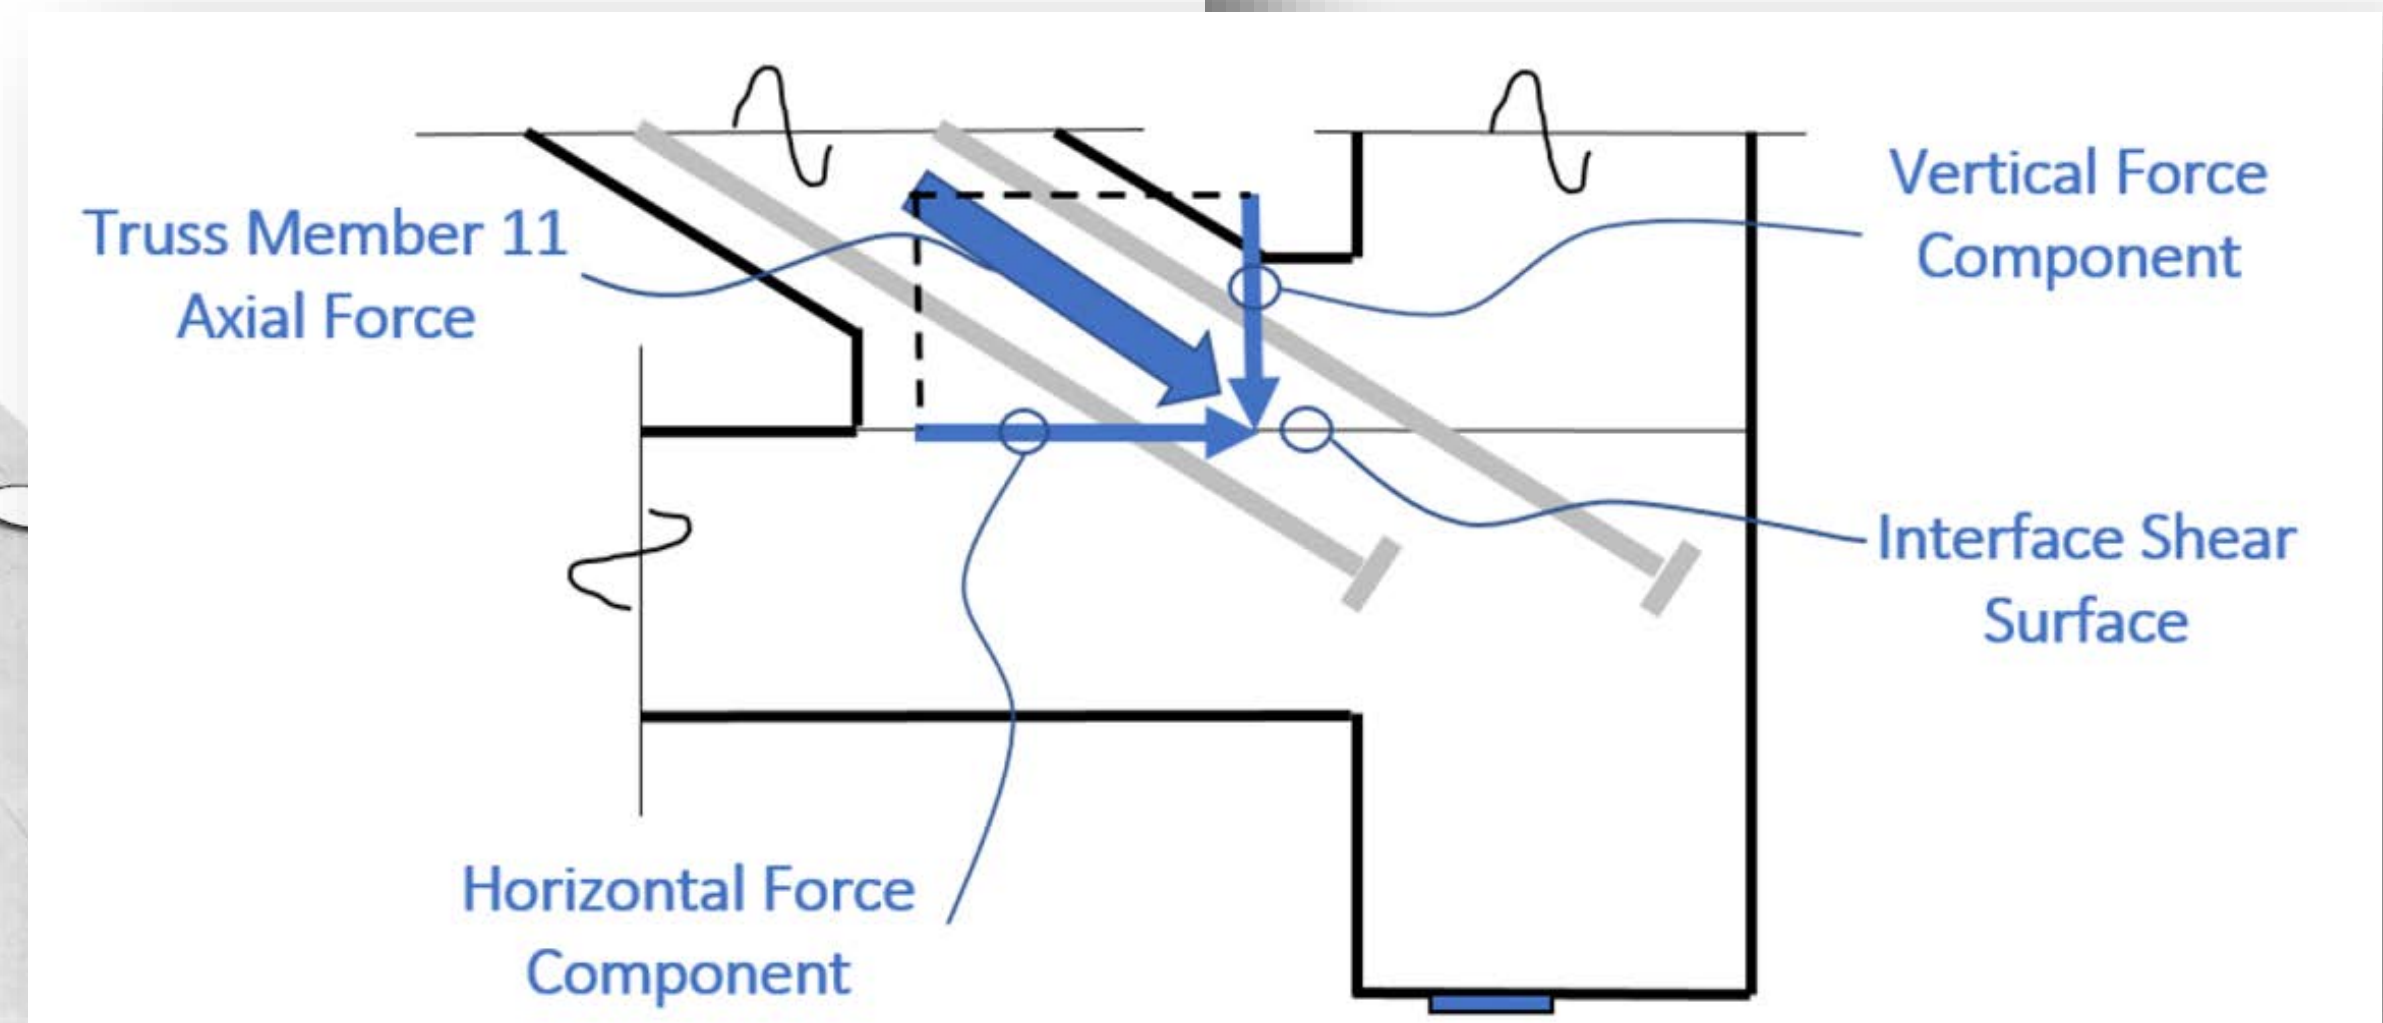 Truss Member 11
Axial Force
Vertical Force
Component
Interface Shear
Surface
Horizontal Force
Component